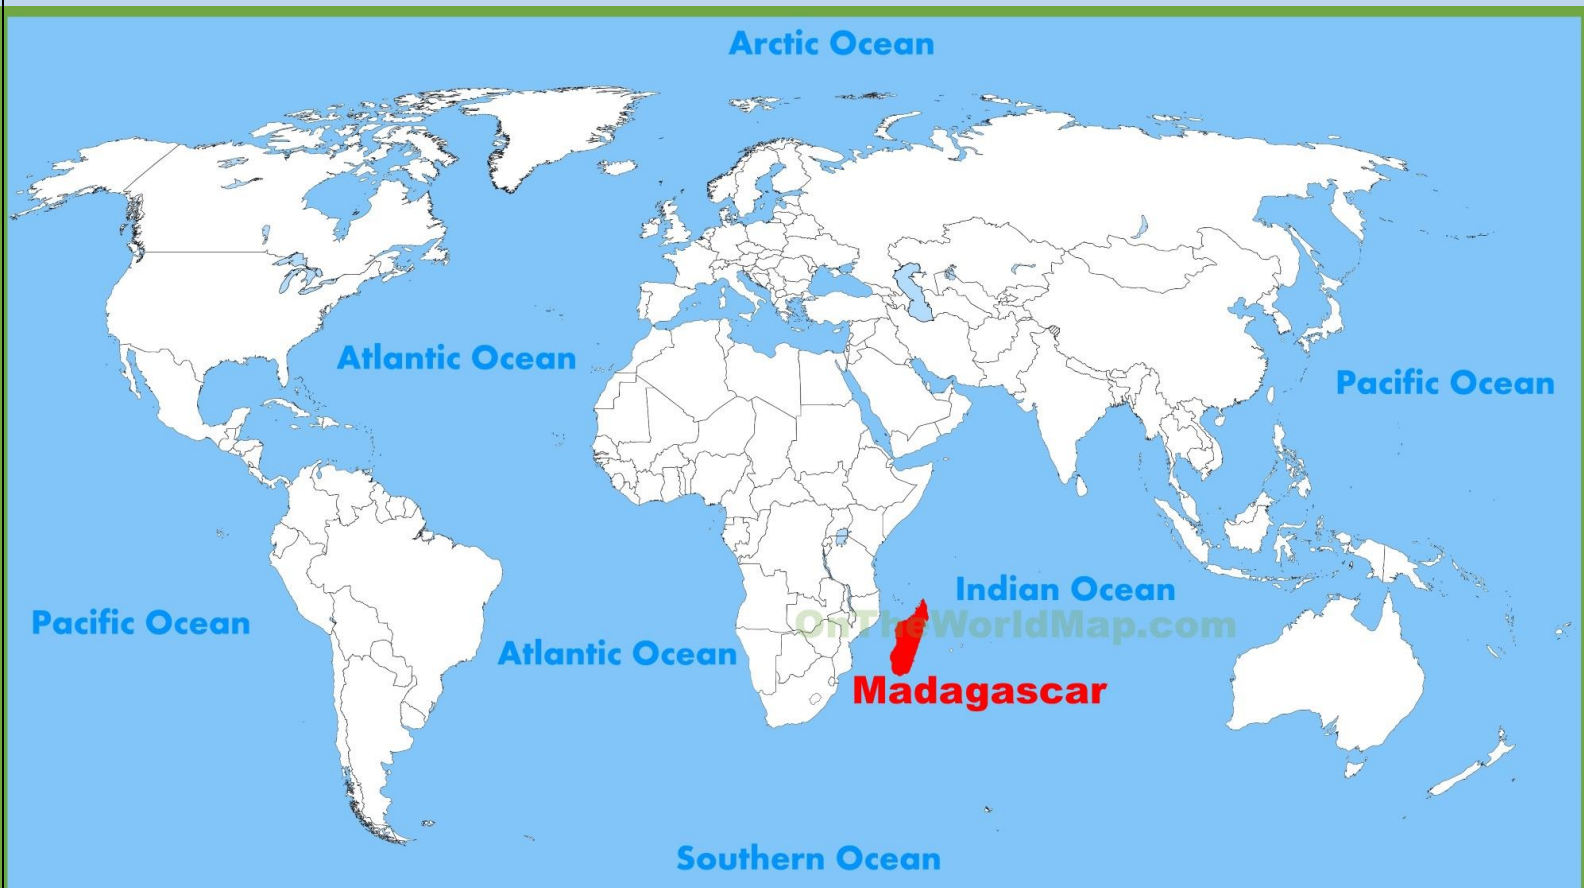 Arctic Ocean
Atlantic Ocean
Pacific Ocean
Indian Ocean
OnTheWorldMap.com
Pacific Ocean
Atlantic Ocean
Madagascar
Southern Ocean